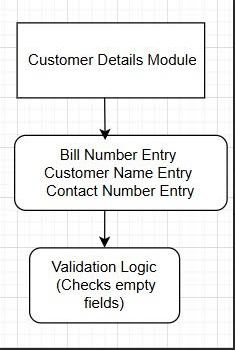 Customer Details Module
Bill Number Entry
Customer Name Entry
Contact Number Entry
Validation Logic
(Checks empty
fields)